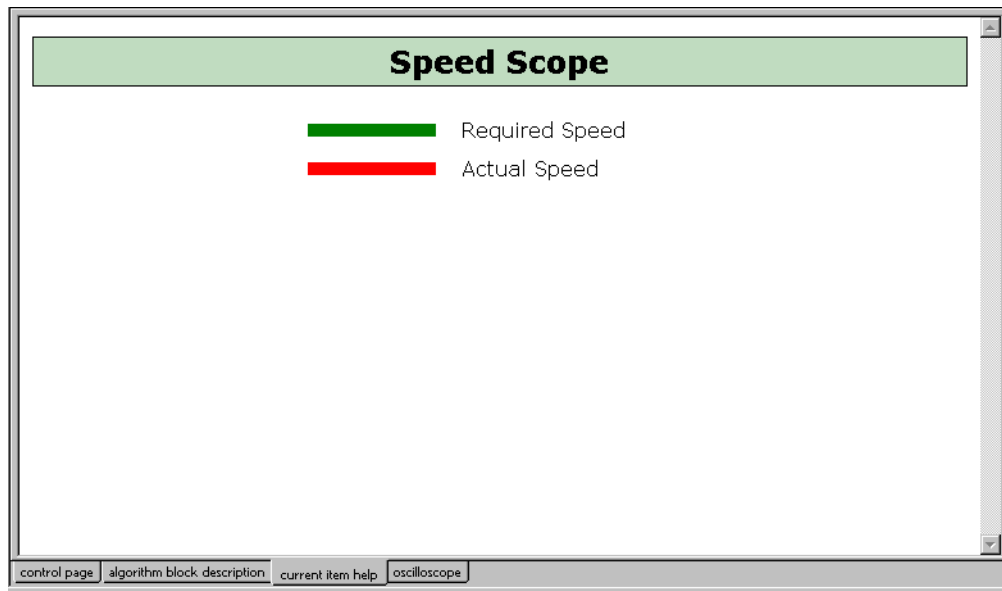 Speed Scope
Required Speed
Actual Speed
control page algorithm block description current item help oscilloscope